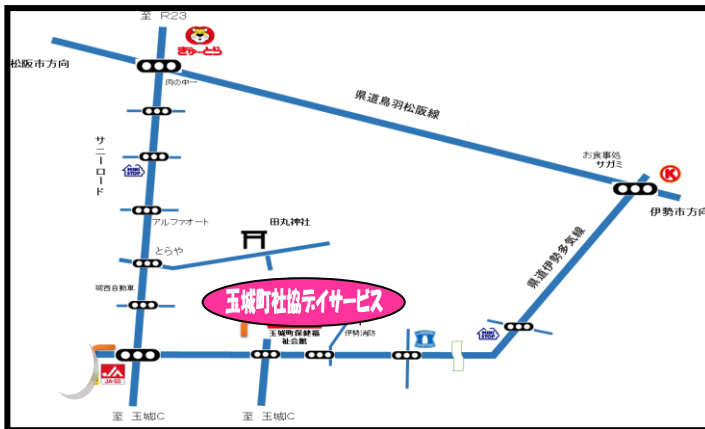 至 R23
ぎゅーとら
松阪市方向
両の中一
県道鳥羽松阪線
サニーロード
MINI
STOP
お食事処
サガミ
K
伊勢市方向
アルファオート
田丸神社
とらや
県道伊勢多気線
城西自動車
玉城町社協デイサービス
玉城町保健福
祉会館
伊勢消防
MINI
STOP
JA-SS
至 玉城IC
至 玉城IC